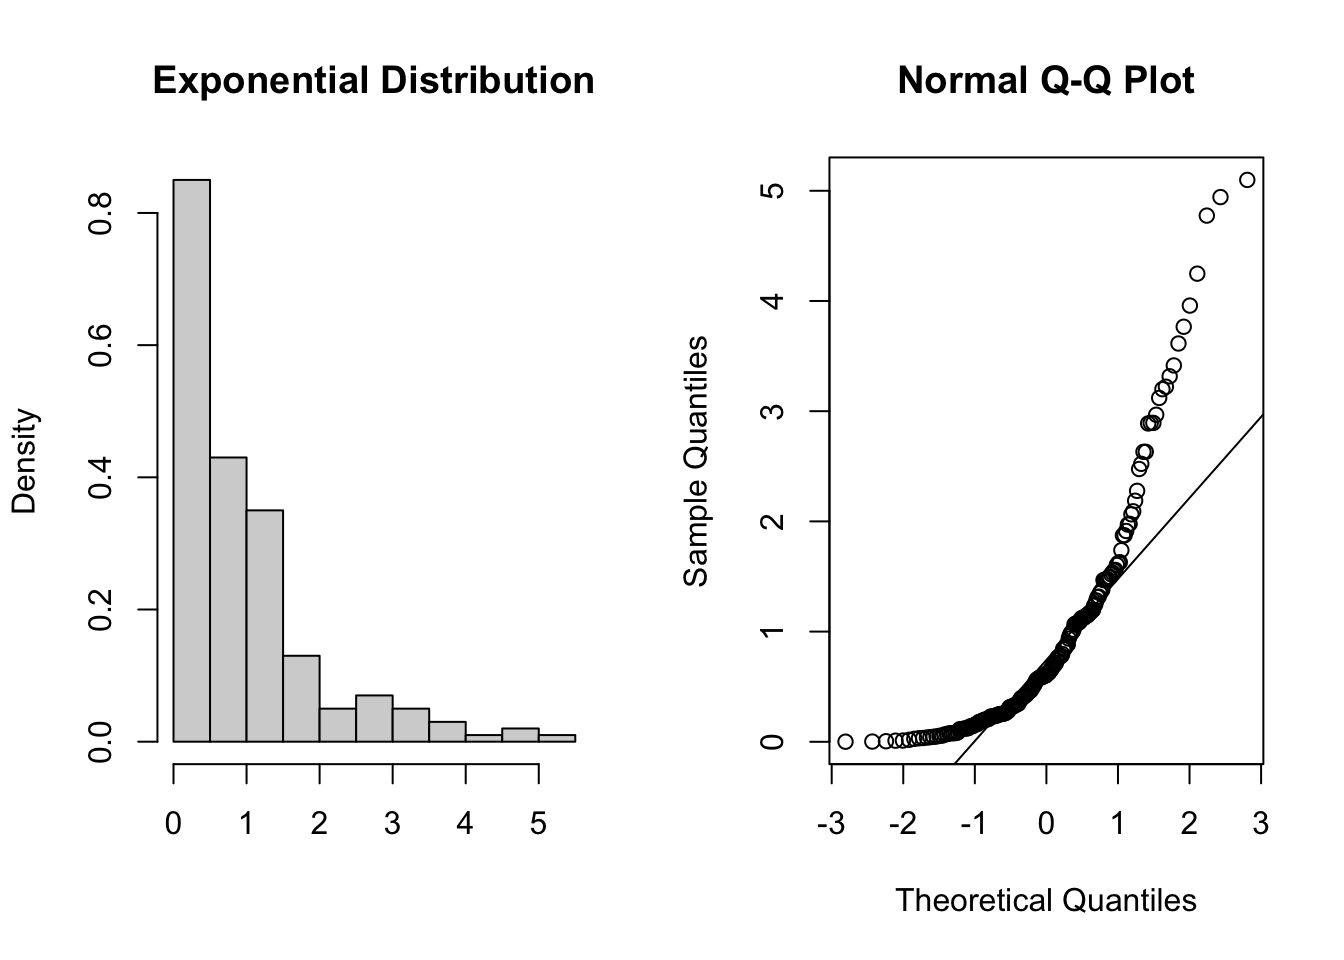 Exponential Distribution
Density
0.0 0.2 0.4 0.6 0.8
0 1 2 3 4 5
Normal Q-Q Plot
Sample Quantiles
0 1 2 3 4 5
-3 -2 -1 0 1 2 3
Theoretical Quantiles